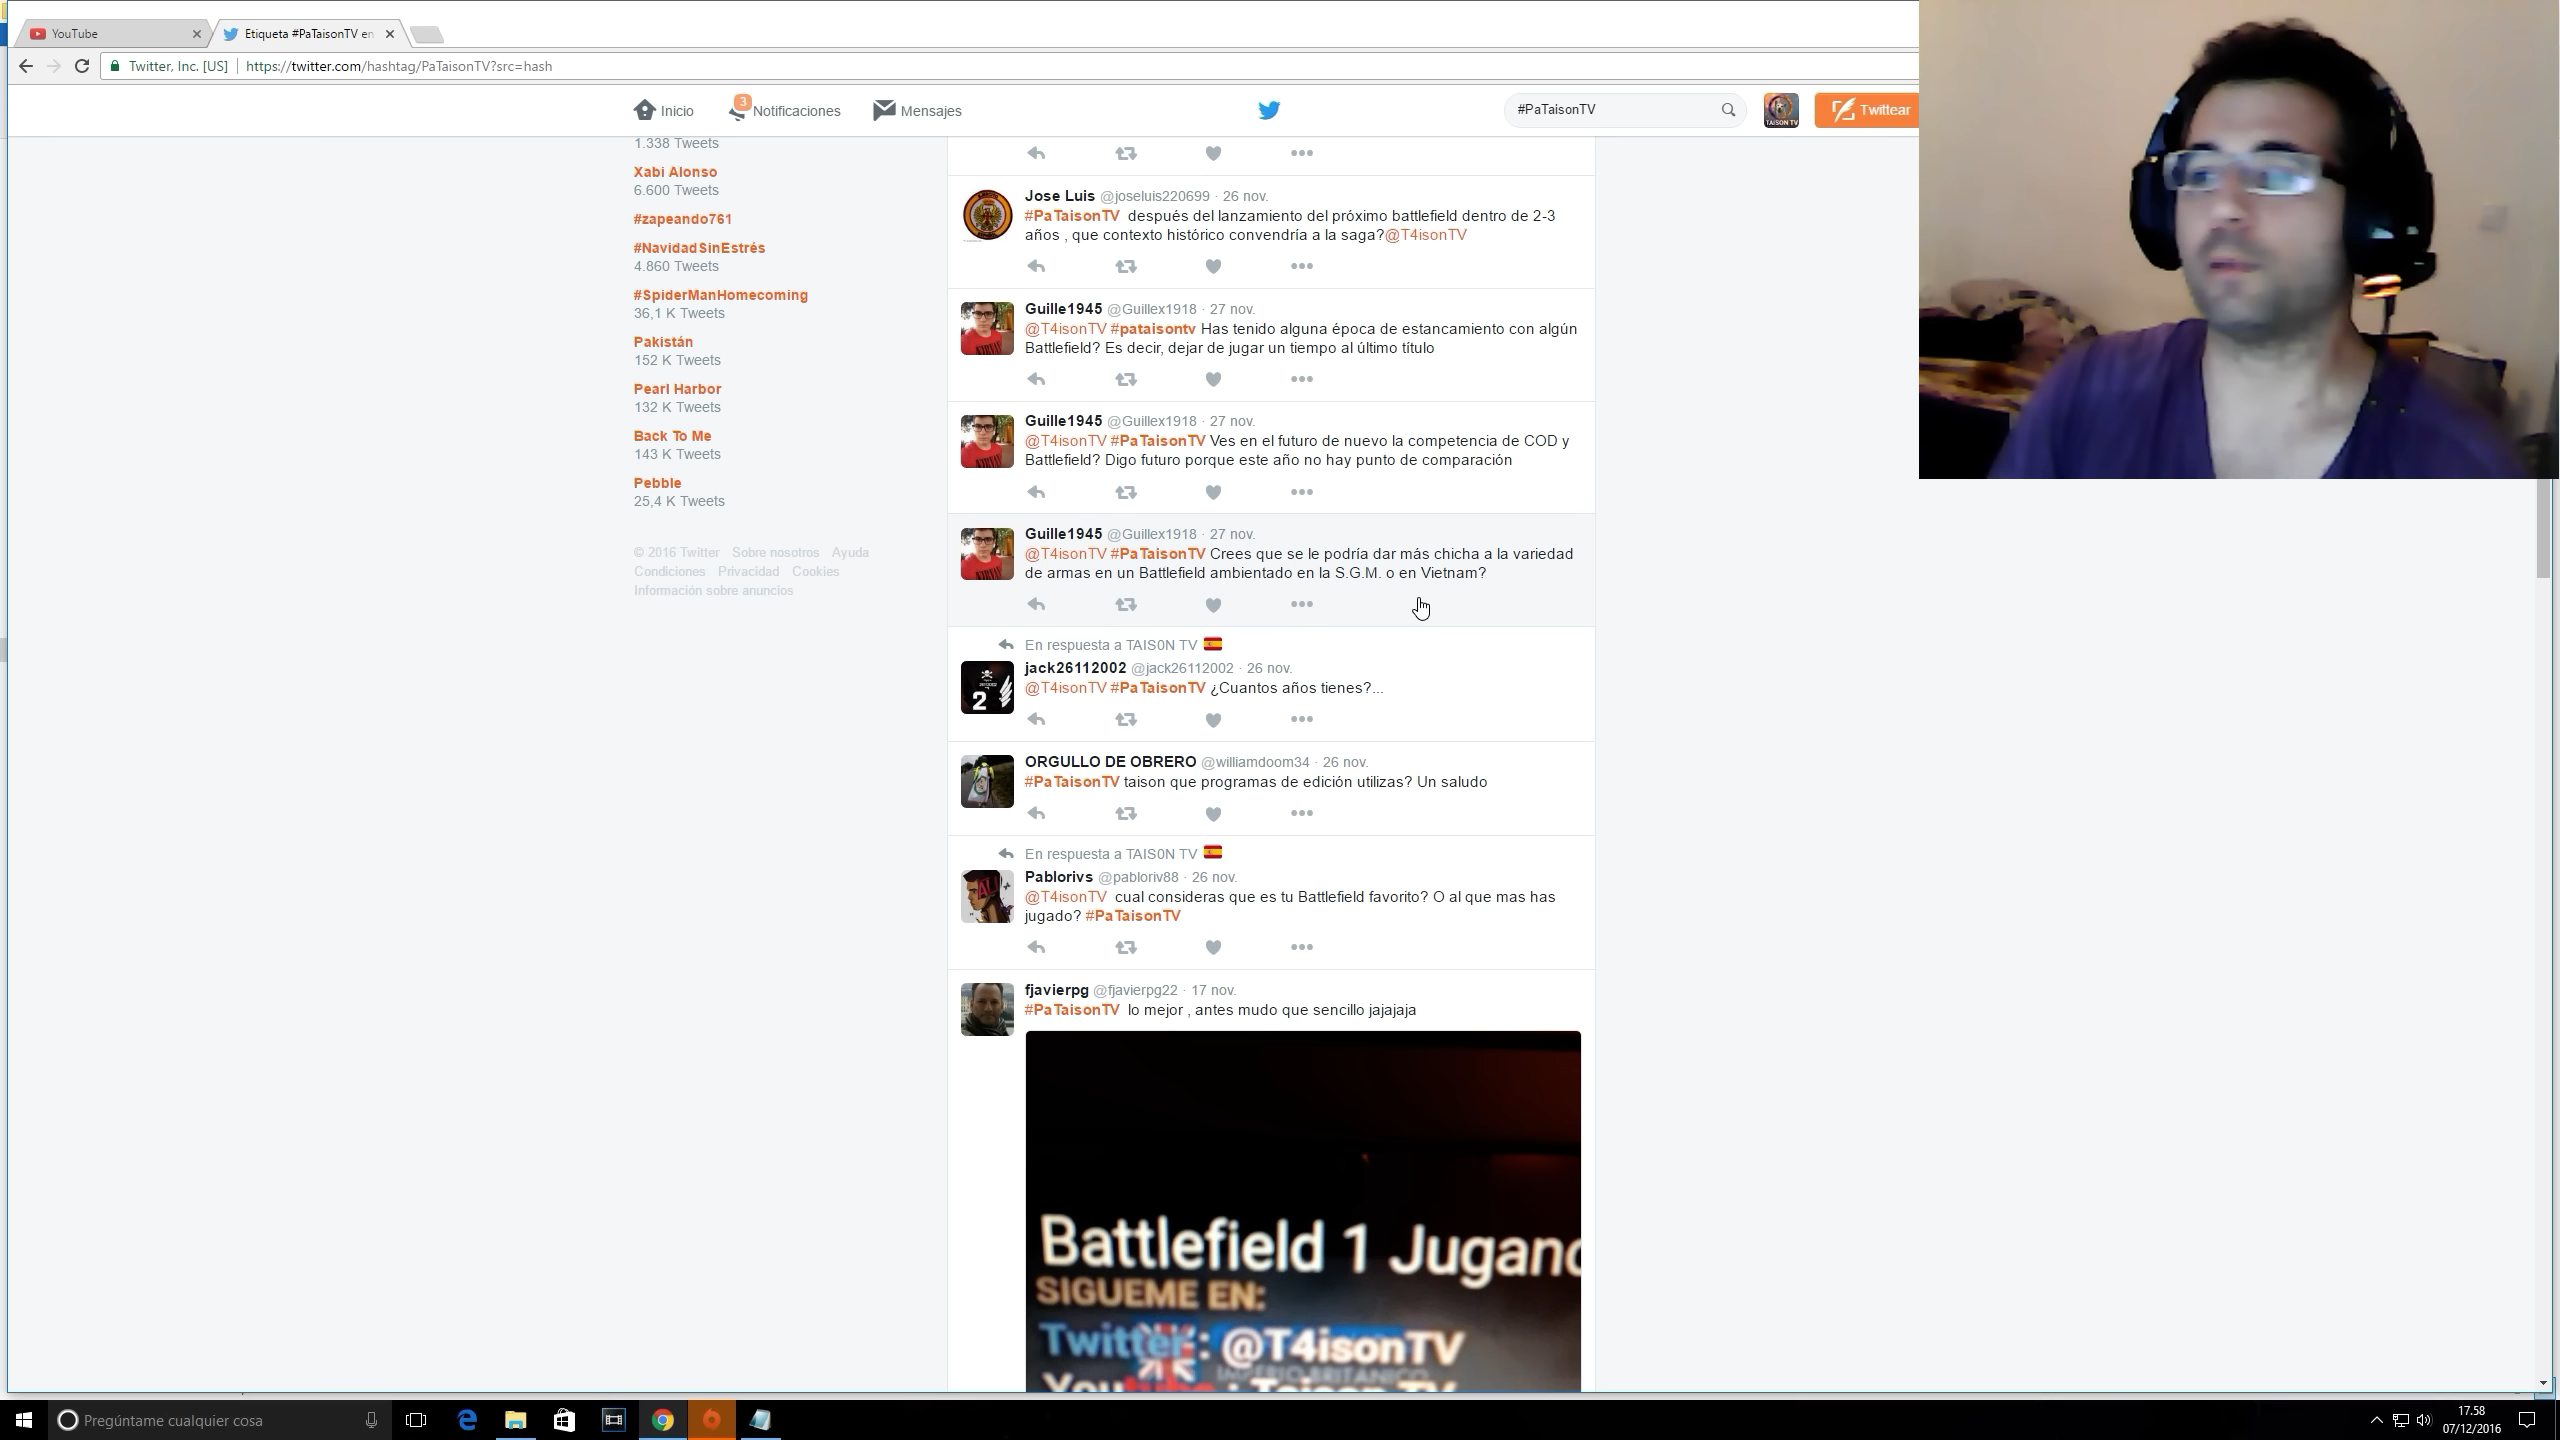 YouTube
Etiqueta #PaTaisonTV en
Twitter, Inc. [US]
https://twitter.com/hashtag/PaTaisonTV?src=hash
Inicio
3
Notificaciones
Mensajes
#PaTaisonTV
TAISON TV
Twittear
1.338 Tweets
Xabi Alonso
6.600 Tweets
#zapeando761
#NavidadSinEstrés
4.860 Tweets
#SpiderManHomecoming
36,1 K Tweets
Pakistán
152 K Tweets
Pearl Harbor
132 K Tweets
Back To Me
143 K Tweets
Pebble
25,4 K Tweets
© 2016 Twitter Sobre nosotros Ayuda
Condiciones Privacidad Cookies
Información sobre anuncios
Jose Luis @joseluis220699 · 26 nov.
#PaTaisonTV después del lanzamiento del próximo battlefield dentro de 2-3
años , que contexto histórico convendría a la saga?@T4isonTV
Guille1945 @Guillex1918 · 27 nov.
@T4isonTV #pataisontv Has tenido alguna época de estancamiento con algún
Battlefield? Es decir, dejar de jugar un tiempo al último título
Guille1945 @Guillex1918 · 27 nov.
@T4isonTV #PaTaisonTV Ves en el futuro de nuevo la competencia de COD y
Battlefield? Digo futuro porque este año no hay punto de comparación
Guille1945 @Guillex1918 · 27 nov.
@T4isonTV #PaTaisonTV Crees que se le podría dar más chicha a la variedad
de armas en un Battlefield ambientado en la S.G.M. o en Vietnam?
En respuesta a TAIS0N TV
jack26112002 @jack26112002 · 26 nov.
@T4isonTV #PaTaisonTV ¿Cuantos años tienes?...
2
ORGULLO DE OBRERO @williamdoom34 · 26 nov.
#PaTaisonTV taison que programas de edición utilizas? Un saludo
En respuesta a TAIS0N TV
Pablorivs @pabloriv88 · 26 nov.
@T4isonTV cual consideras que es tu Battlefield favorito? O al que mas has
jugado? #PaTaisonTV
fjavierpg @fjavierpg22 · 17 nov.
#PaTaisonTV lo mejor , antes mudo que sencillo jajajaja
Battlefield 1 Jugand
SIGUEME EN:
Twitter: @T4isonTV
IMPERIO BRITÁNICO
Youtube: Taison TV
Pregúntame cualquier cosa
17:58
07/12/2016